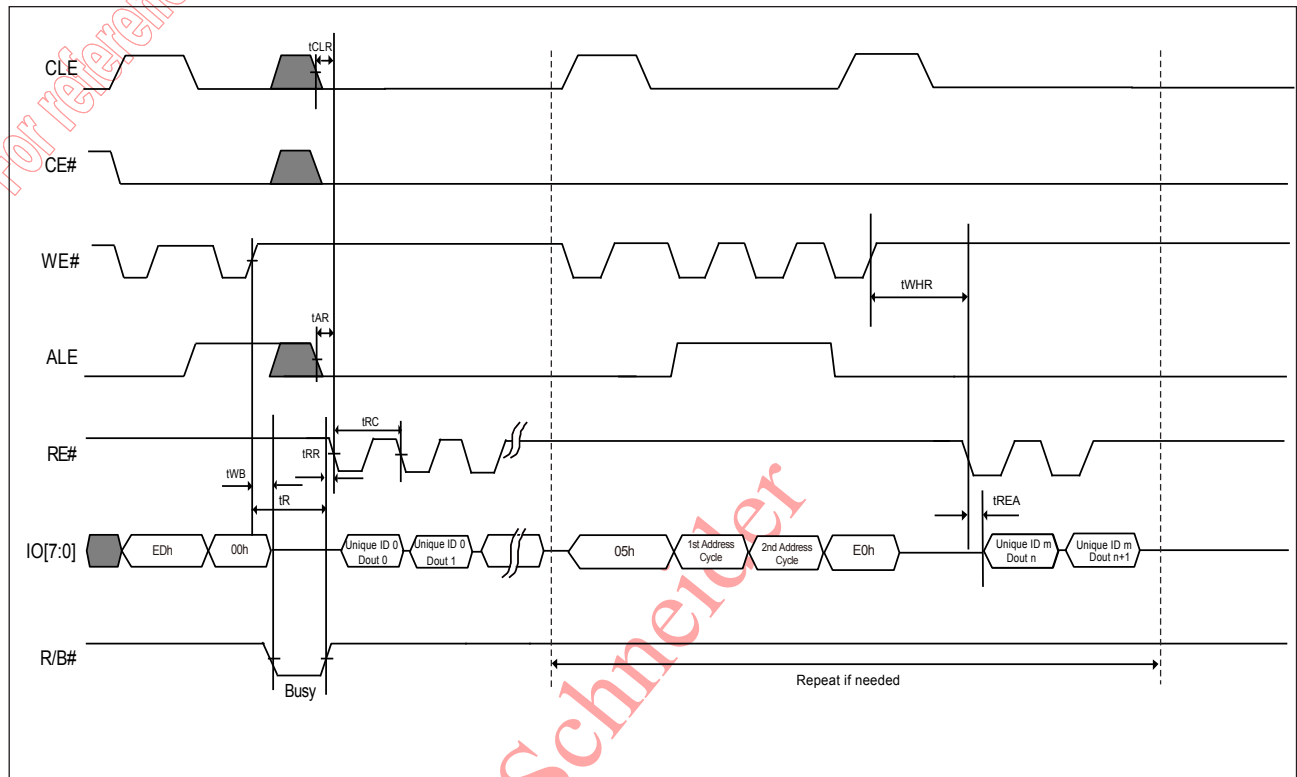 For reference
tCLR
CLE
CE#
WE#
tWHR
tAR
ALE
tRC
RE#
tRR
tWB
tR
tREA
IO[7:0]
EDh
00h
Unique ID 0
Dout 0
Unique ID 0
Dout 1
05h
1st Address
Cycle
2nd Address
Cycle
E0h
Unique ID m
Dout n
Unique ID m
Dout n+1
R/B#
Busy
Repeat if needed
Schneider